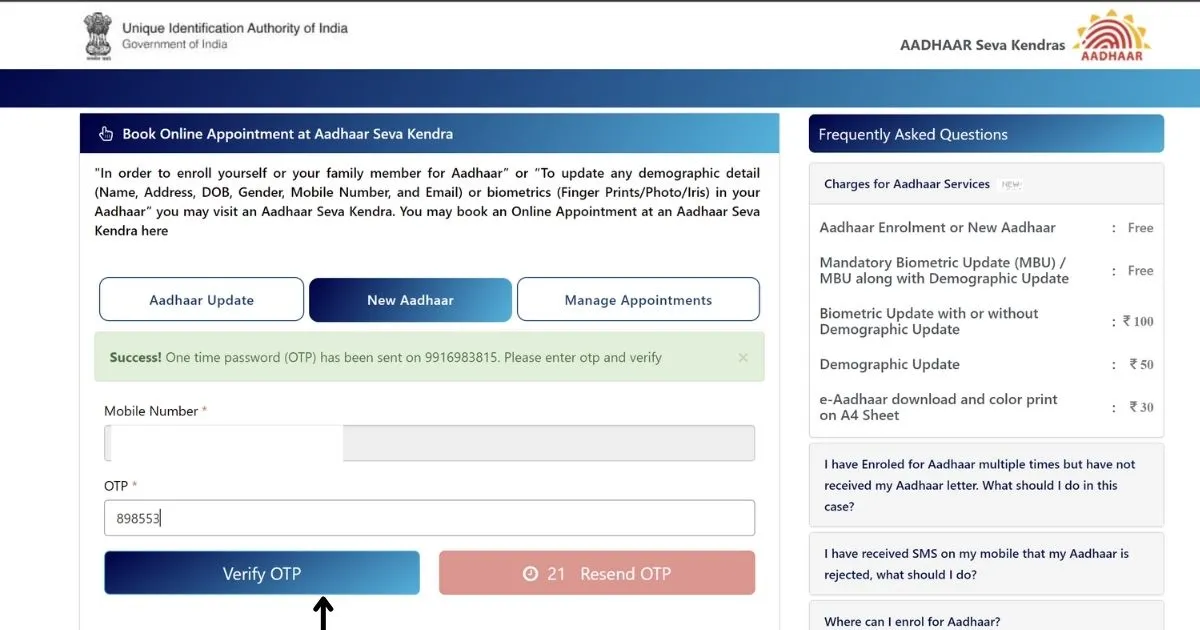 Unique Identification Authority of India
Government of India
AADHAAR Seva Kendras
AADHAAR
Book Online Appointment at Aadhaar Seva Kendra
"In order to enroll yourself or your family member for Aadhaar” or “To update any demographic detail
(Name, Address, DOB, Gender, Mobile Number, and Email) or biometrics (Finger Prints/Photo/Iris) in your
Aadhaar” you may visit an Aadhaar Seva Kendra. You may book an Online Appointment at an Aadhaar Seva
Kendra here
Aadhaar Update
New Aadhaar
Manage Appointments
Success! One time password (OTP) has been sent on 9916983815. Please enter otp and verify ×
Mobile Number *
OTP *
898553
Verify OTP
21 Resend OTP
Frequently Asked Questions
Charges for Aadhaar Services NEW
Aadhaar Enrolment or New Aadhaar : Free
Mandatory Biometric Update (MBU) /
MBU along with Demographic Update : Free
Biometric Update with or without
Demographic Update : ₹ 100
Demographic Update : ₹ 50
e-Aadhaar download and color print
on A4 Sheet : ₹ 30
I have Enroled for Aadhaar multiple times but have not
received my Aadhaar letter. What should I do in this
case?
I have received SMS on my mobile that my Aadhaar is
rejected, what should I do?
Where can I enrol for Aadhaar?